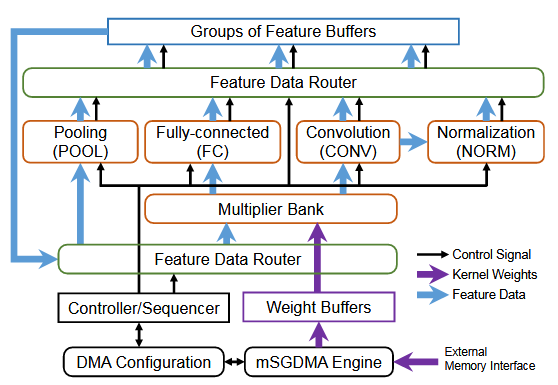 Groups of Feature Buffers
Feature Data Router
Pooling
(POOL)
Fully-connected
(FC)
Convolution
(CONV)
Normalization
(NORM)
Multiplier Bank
Feature Data Router
Control Signal
Kernel Weights
Feature Data
Controller/Sequencer
Weight Buffers
DMA Configuration
mSGDMA Engine
External
Memory Interface